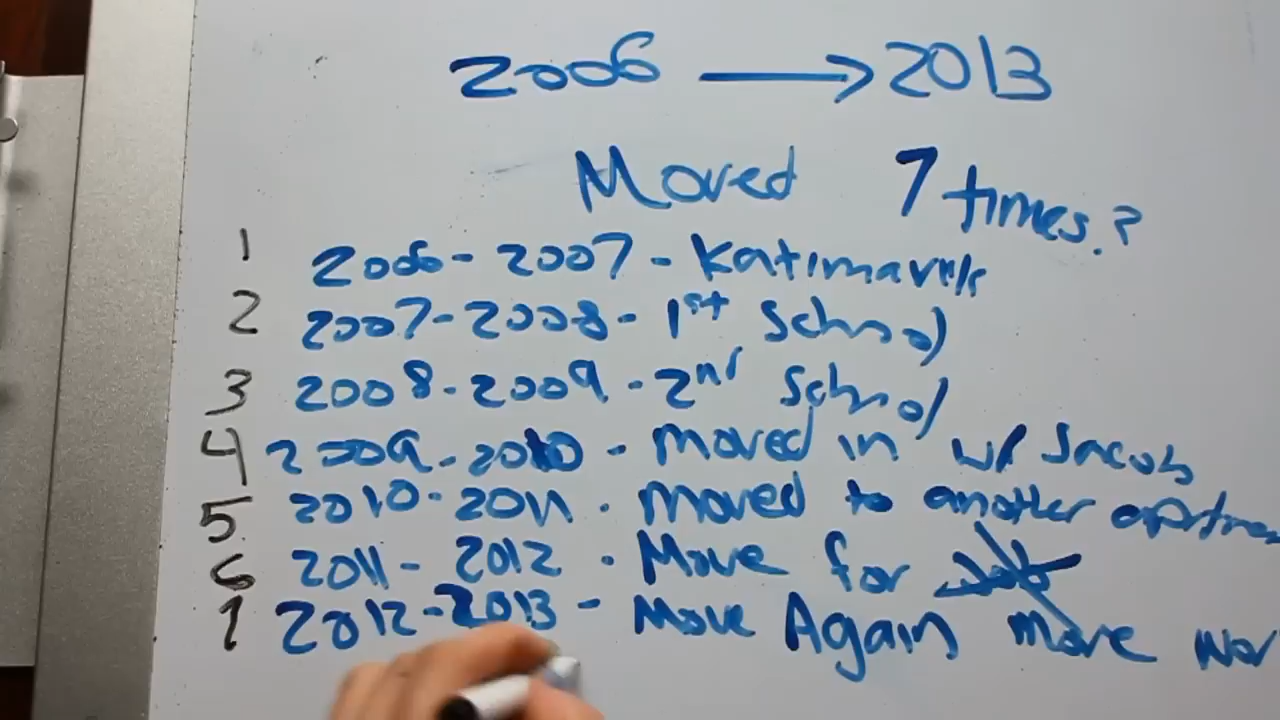 2006 → 2013
Moved 7 times?
1 2006-2007 - Katimavik
2 2007-2008 - 1st School
3 2008-2009 - 2nd School
4 2009-2010 - moved in w/ Jacob
5 2010-2011 - moved to another
6 2011-2012 - Move for
7 2012-2013 - Move Again move